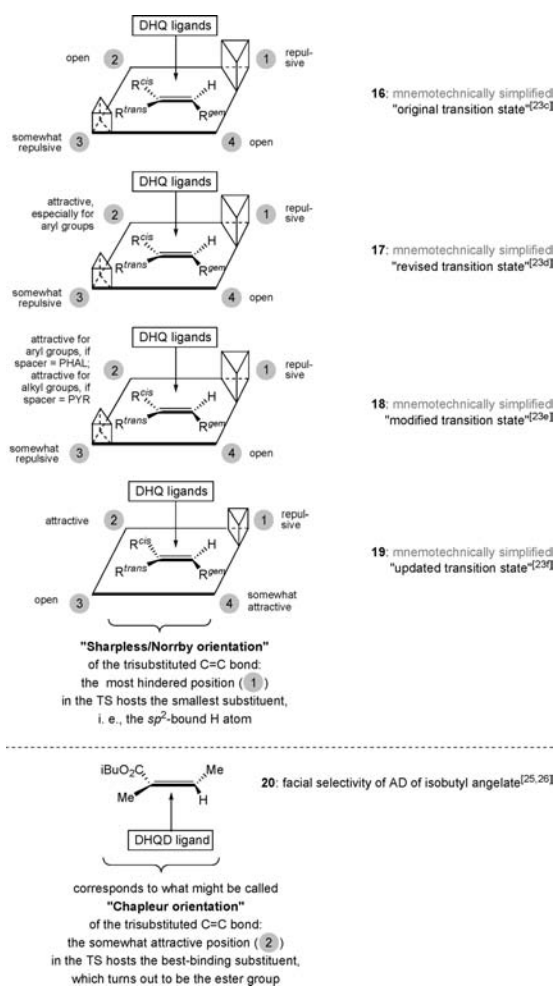 DHQ ligands
open 2
1 repul-
sive
R^cis H
R^trans R^gem
somewhat
repulsive 3
4 open
16: mnemotechnically simplified
"original transition state"[23c]
DHQ ligands
attractive,
especially for
aryl groups 2
1 repul-
sive
R^cis H
R^trans R^gem
somewhat
repulsive 3
4 open
17: mnemotechnically simplified
"revised transition state"[23d]
DHQ ligands
attractive for
aryl groups, if
spacer = PHAL;
attractive for
alkyl groups, if
spacer = PYR
2
1 repul-
sive
R^cis H
R^trans R^gem
somewhat
repulsive 3
4 open
18: mnemotechnically simplified
"modified transition state"[23e]
DHQ ligands
attractive 2
1 repul-
sive
R^cis H
R^trans R^gem
open 3
4 somewhat
attractive
19: mnemotechnically simplified
"updated transition state"[23f]
"Sharpless/Norrby orientation"
of the trisubstituted C=C bond:
the most hindered position (1)
in the TS hosts the smallest substituent,
i. e., the sp²-bound H atom
iBuO₂C Me
Me H
DHQD ligand
20: facial selectivity of AD of isobutyl angelate[25,26]
corresponds to what might be called
"Chapleur orientation"
of the trisubstituted C=C bond:
the somewhat attractive position (2)
in the TS hosts the best-binding substituent,
which turns out to be the ester group